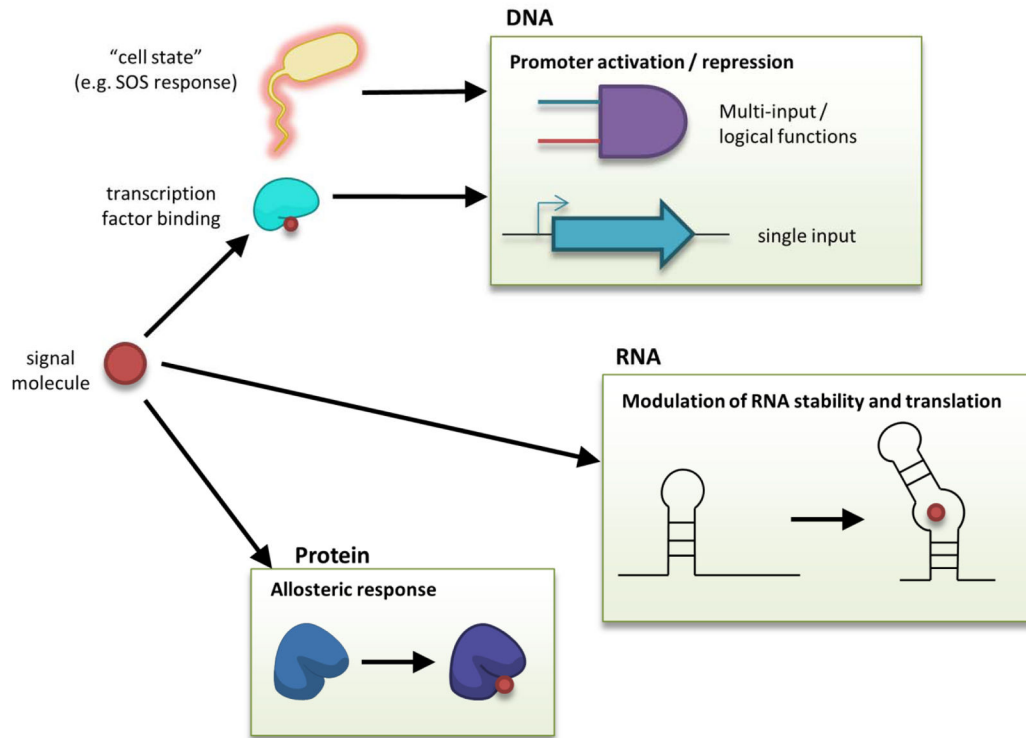 DNA
“cell state”
(e.g. SOS response)
Promoter activation / repression
Multi-input /
logical functions
transcription
factor binding
single input
signal
molecule
RNA
Modulation of RNA stability and translation
Protein
Allosteric response